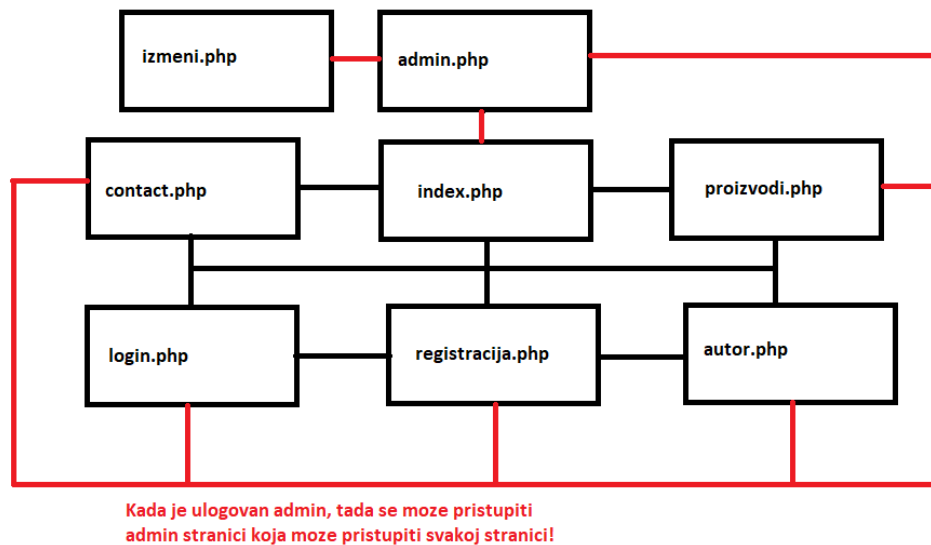 izmeni.php
admin.php
contact.php
index.php
proizvodi.php
login.php
registracija.php
autor.php
Kada je ulogovan admin, tada se moze pristupiti
admin stranici koja moze pristupiti svakoj stranici!